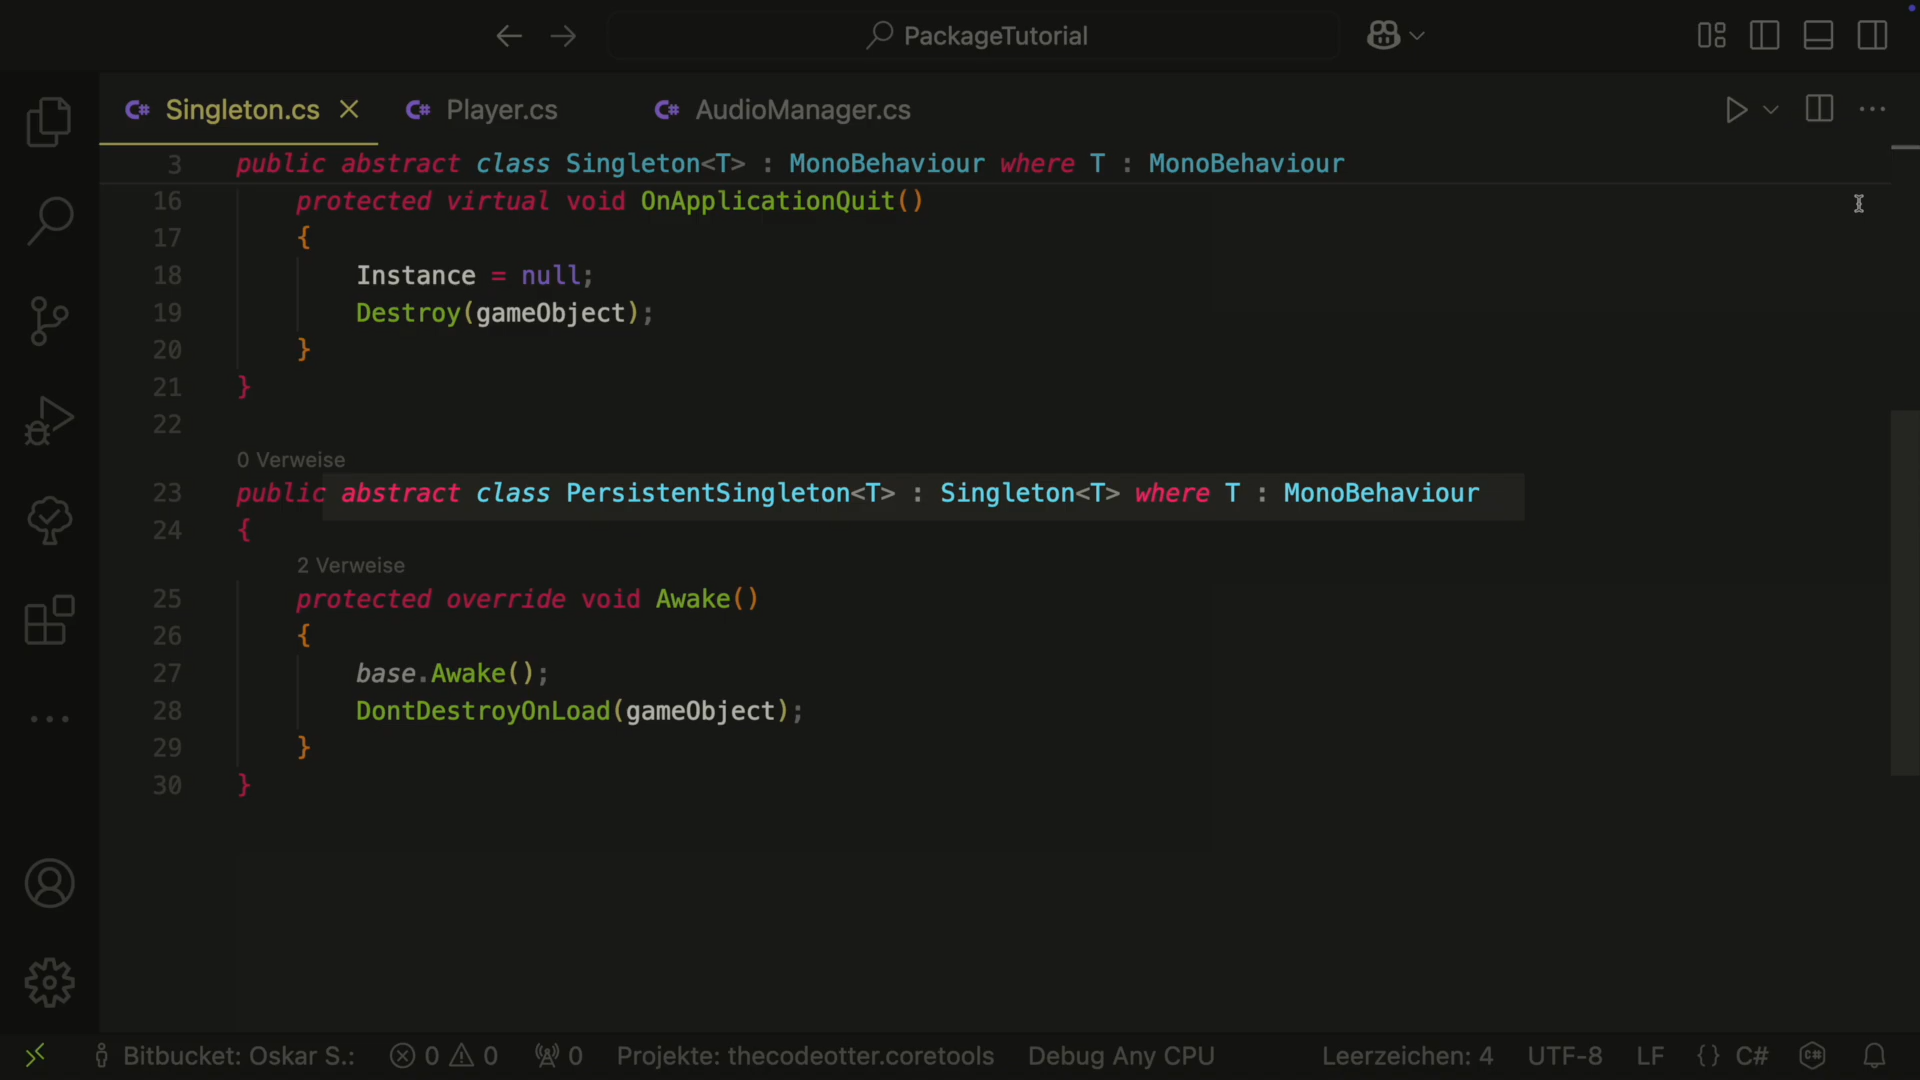 PackageTutorial
Singleton.cs
Player.cs
AudioManager.cs
3 public abstract class Singleton<T> : MonoBehaviour where T : MonoBehaviour
16 protected virtual void OnApplicationQuit()
17 {
18 Instance = null;
19 Destroy(gameObject);
20 }
21 }
22
0 Verweise
23 public abstract class PersistentSingleton<T> : Singleton<T> where T : MonoBehaviour
24 {
2 Verweise
25 protected override void Awake()
26 {
27 base.Awake();
28 DontDestroyOnLoad(gameObject);
29 }
30 }
Bitbucket: Oskar S.: 0 0 0 Projekte: thecodeotter.coretools Debug Any CPU Leerzeichen: 4 UTF-8 LF {} C#